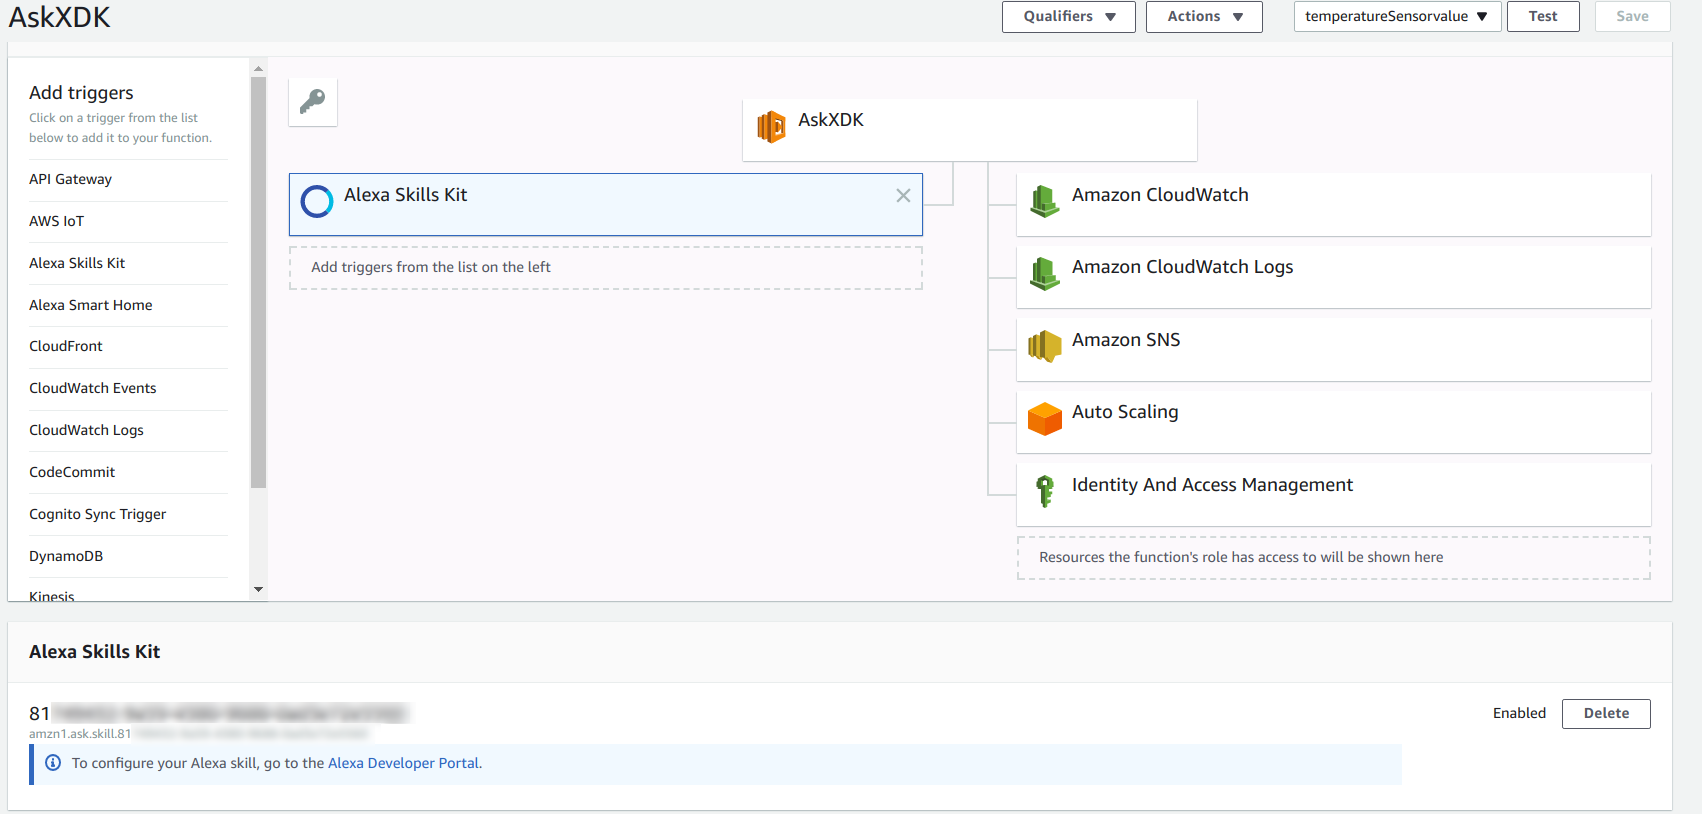 AskXDK
Qualifiers
Actions
temperatureSensorvalue
Test
Save
Add triggers
Click on a trigger from the list
below to add it to your function.
API Gateway
AWS IoT
Alexa Skills Kit
Alexa Smart Home
CloudFront
CloudWatch Events
CloudWatch Logs
CodeCommit
Cognito Sync Trigger
DynamoDB
Kinesis
AskXDK
Alexa Skills Kit
Add triggers from the list on the left
Amazon CloudWatch
Amazon CloudWatch Logs
Amazon SNS
Auto Scaling
Identity And Access Management
Resources the function's role has access to will be shown here
Alexa Skills Kit
81
amzn1.ask.skill.81
Enabled
Delete
To configure your Alexa skill, go to the Alexa Developer Portal.